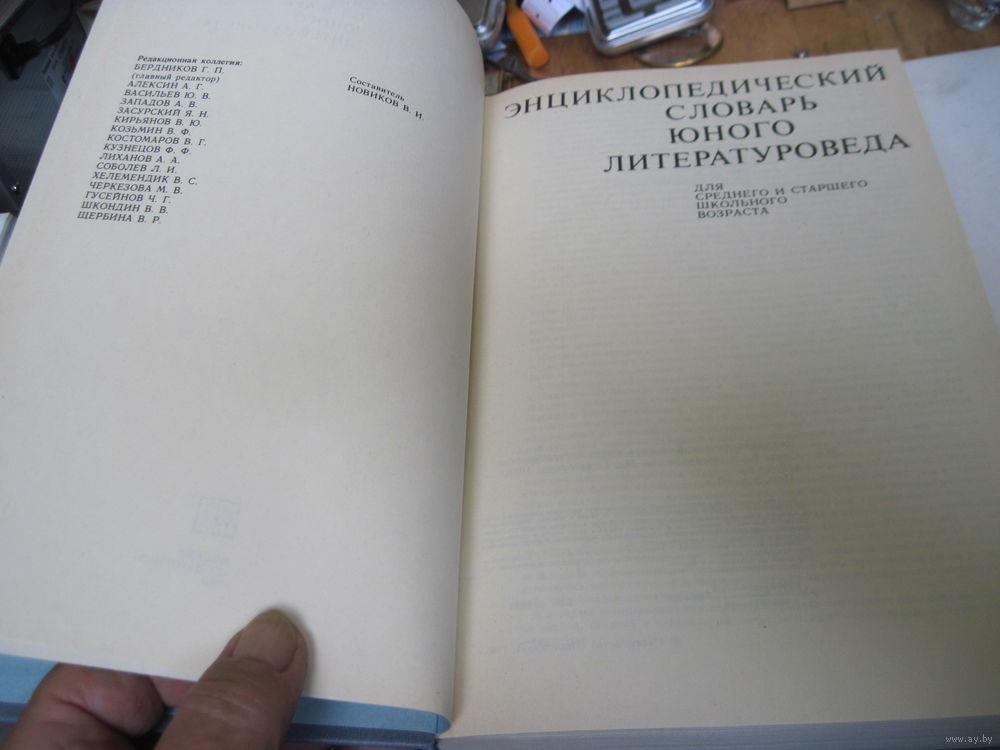 Редакционная коллегия:
БЕРДНИКОВ Г. П.
(главный редактор)
АЛЕКСИН А. Г.
ВАСИЛЬЕВ Ю. В.
ЗАПАДОВ А. В.
ЗАСУРСКИЙ Я. Н.
КИРЬЯНОВ В. Ю.
КОЗЬМИН В. Ф.
КОСТОМАРОВ В. Г.
КУЗНЕЦОВ Ф. Ф.
ЛИХАНОВ А. А.
СОБОЛЕВ Л. И.
ХЕЛЕМЕНДИК В. С.
ЧЕРКЕЗОВА М. В.
ГУСЕЙНОВ Ч. Г.
ШКОНДИН В. В.
ЩЕРБИНА В. Р.
Составитель
НОВИКОВ В. И.
ЭНЦИКЛОПЕДИЧЕСКИЙ
СЛОВАРЬ
ЮНОГО
ЛИТЕРАТУРОВЕДА
ДЛЯ
СРЕДНЕГО И СТАРШЕГО
ШКОЛЬНОГО
ВОЗРАСТА
www.ay.by